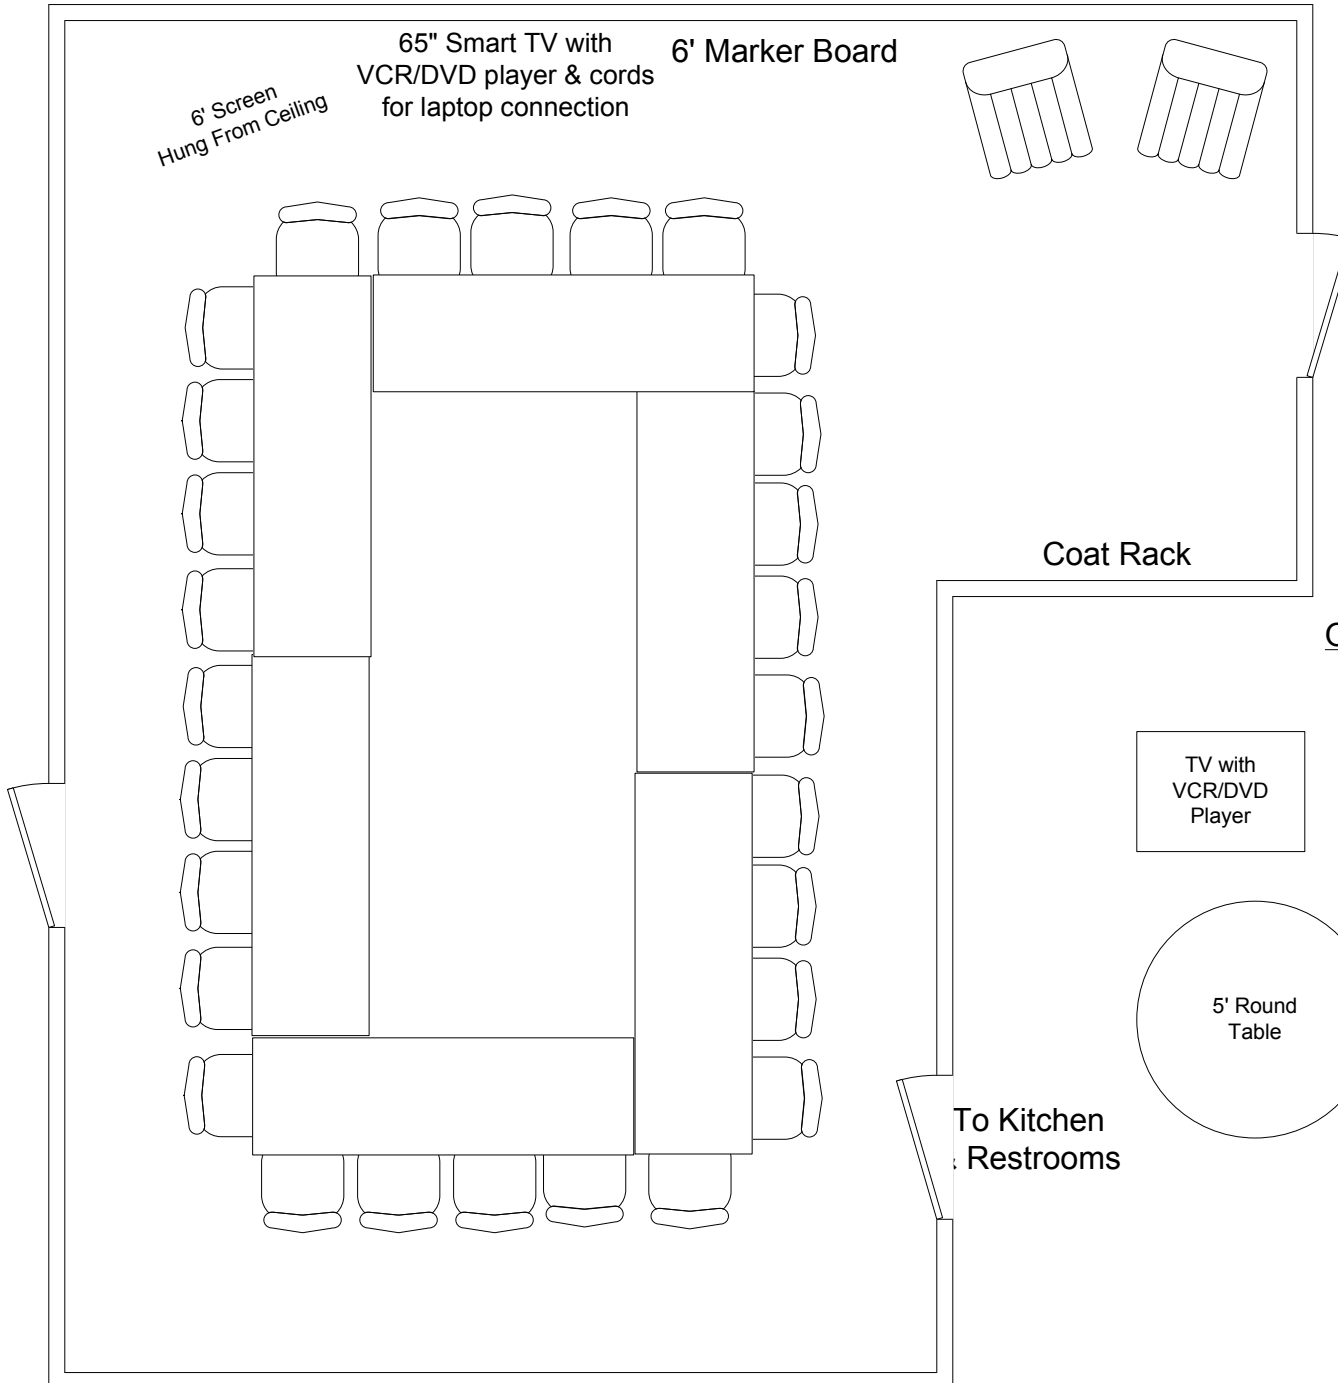 65" Smart TV with
VCR/DVD player & cords
for laptop connection
6' Marker Board
6' Screen
Hung From Ceiling
Coat Rack
TV with
VCR/DVD
Player
5' Round
Table
To Kitchen
Restrooms